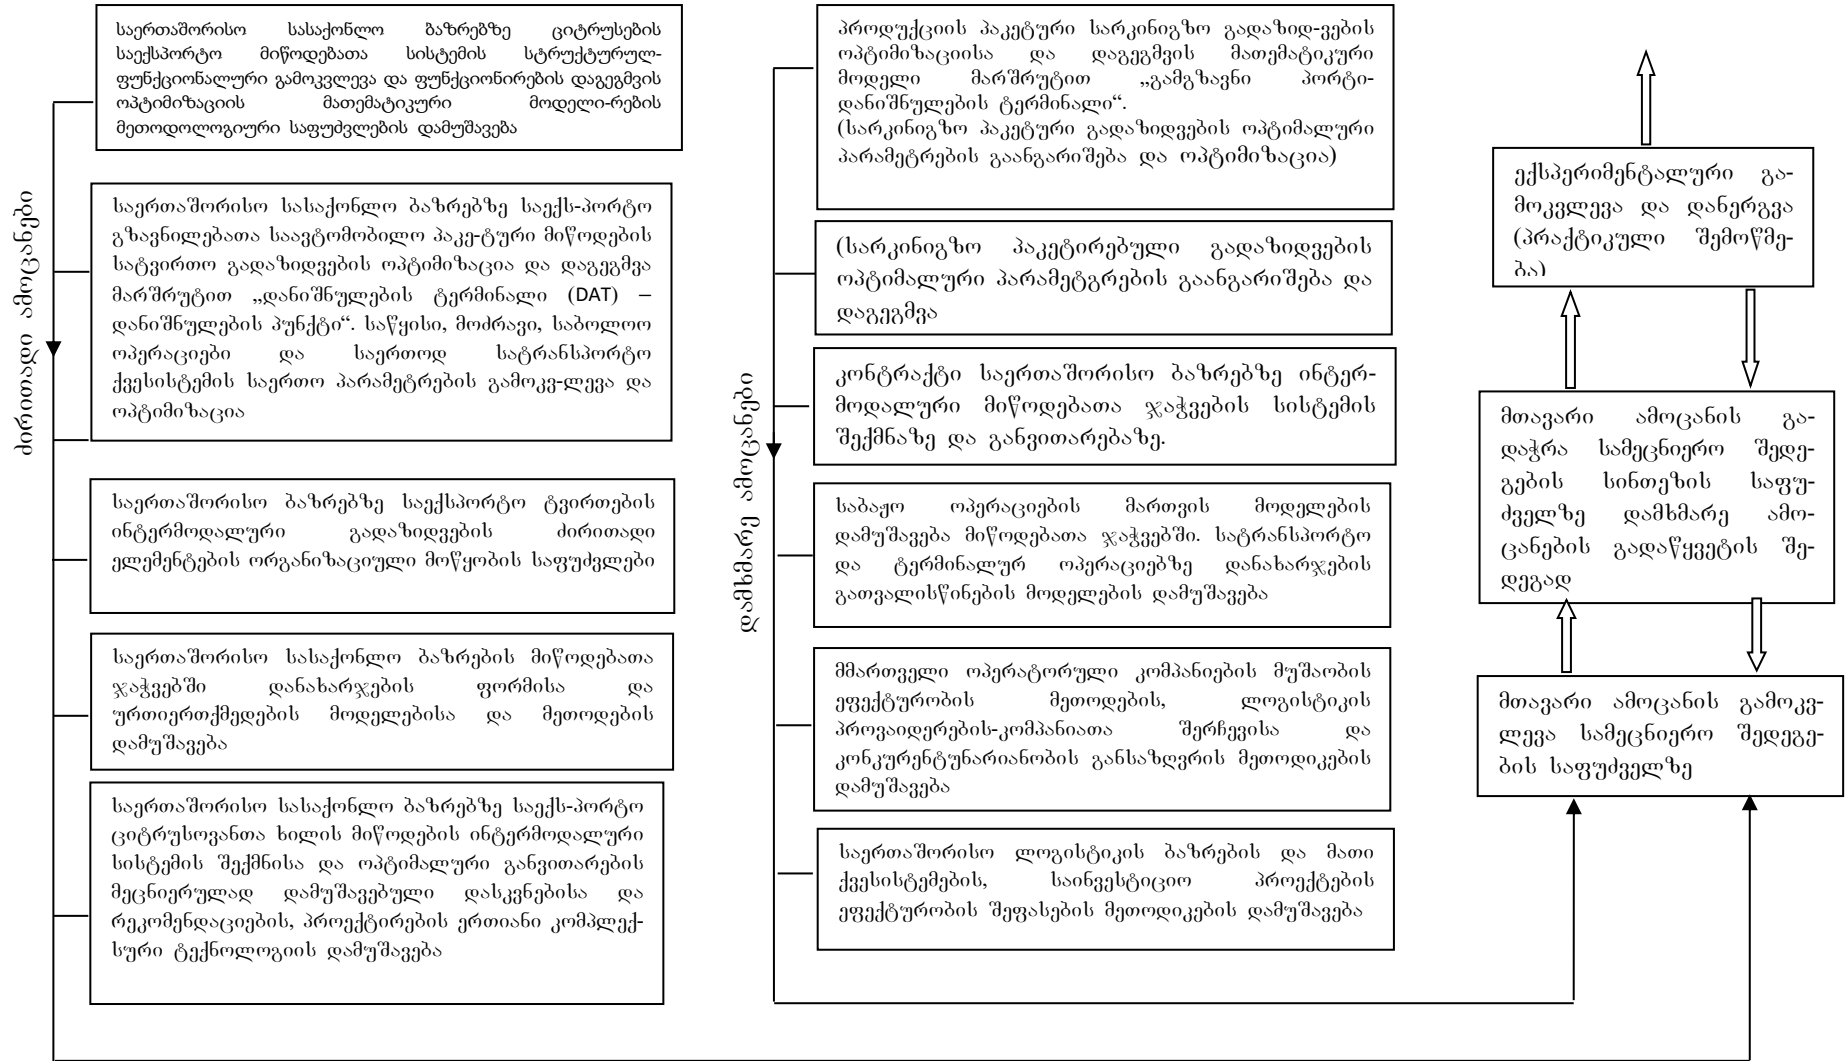 ძირითადი ამოცანები
საერთაშორისო სასაქონლო ბაზრებზე ციტრუსების
საექსპორტო მიწოდებათა სისტემის სტრუქტურულ-
ფუნქციონალური გამოკვლევა და ფუნქციონირების დაგეგმვის
ოპტიმიზაციის მათემატიკური მოდელი-რების
მეთოდოლოგიური საფუძვლების დამუშავება
საერთაშორისო სასაქონლო ბაზრებზე საექს-პორტო
გზავნილებათა საავტომობილო პაკე-ტური მიწოდების
სატვირთო გადაზიდვების ოპტიმიზაცია და დაგეგმვა
მარშრუტით „დანიშნულების ტერმინალი (DAT) –
დანიშნულების პუნქტი“. საწყისი, მოძრავი, საბოლოო
ოპერაციები და საერთოდ სატრანსპორტო
ქვესისტემის საერთო პარამეტრების გამოკვ-ლევა და
ოპტიმიზაცია
საერთაშორისო ბაზრებზე საექსპორტო ტვირთების
ინტერმოდალური გადაზიდვების ძირითადი
ელემენტების ორგანიზაციული მოწყობის საფუძვლები
საერთაშორისო სასაქონლო ბაზრების მიწოდებათა
ჯაჭვებში დანახარჯების ფორმისა და
ურთიერთქმედების მოდელებისა და მეთოდების
დამუშავება
საერთაშორისო სასაქონლო ბაზრებზე საექს-პორტო
ციტრუსოვანთა ხილის მიწოდების ინტერმოდალური
სისტემის შექმნისა და ოპტიმალური განვითარების
მეცნიერულად დამუშავებული დასკვნებისა და
რეკომენდაციების, პროექტირების ერთიანი კომპლექ-
სური ტექნოლოგიის დამუშავება
დამხმარე ამოცანები
პროდუქციის პაკეტური სარკინიგზო გადაზიდ-ვების
ოპტიმიზაციისა და დაგეგმვის მათემატიკური
მოდელი მარშრუტით „გამგზავნი პორტი-
დანიშნულების ტერმინალი“.
(სარკინიგზო პაკეტური გადაზიდვების ოპტიმალური
პარამეტრების გაანგარიშება და ოპტიმიზაცია)
(სარკინიგზო პაკეტირებული გადაზიდვების
ოპტიმალური პარამეტგრების გაანგარიშება და
დაგეგმვა
კონტრაქტი საერთაშორისო ბაზრებზე ინტერ-
მოდალური მიწოდებათა ჯაჭვების სისტემის
შექმნაზე და განვითარებაზე.
საბაჟო ოპერაციების მართვის მოდელების
დამუშავება მიწოდებათა ჯაჭვებში. სატრანსპორტო
და ტერმინალურ ოპერაციებზე დანახარჯების
გათვალისწინების მოდელების დამუშავება
მმართველი ოპერატორული კომპანიების მუშაობის
ეფექტურობის მეთოდების, ლოგისტიკის
პროვაიდერების-კომპანიათა შერჩევისა და
კონკურენტუნარიანობის განსაზღვრის მეთოდიკების
დამუშავება
საერთაშორისო ლოგისტიკის ბაზრების და მათი
ქვესისტემების, საინვესტიციო პროექტების
ეფექტურობის შეფასების მეთოდიკების დამუშავება
ექსპერიმენტალური გა-
მოკვლევა და დანერგვა
(პრაქტიკული შემოწმე-
ბა)
მთავარი ამოცანის გა-
დაჭრა სამეცნიერო შედე-
გების სინთეზის საფუ-
ძველზე დამხმარე ამო-
ცანების გადაწყვეტის შე-
დეგად
მთავარი ამოცანის გამოკვ-
ლევა სამეცნიერო შედეგე-
ბის საფუძველზე